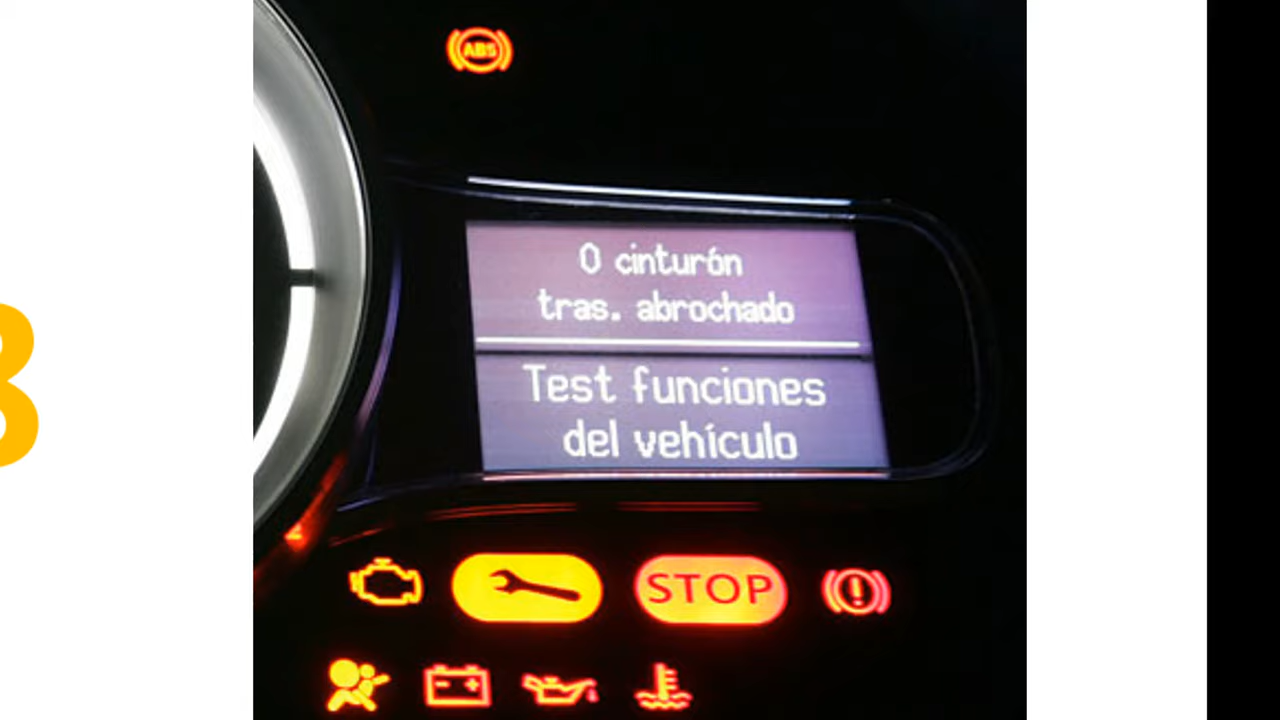 ABS
0 cinturón
tras. abrochado
Test funciones
del vehículo
STOP